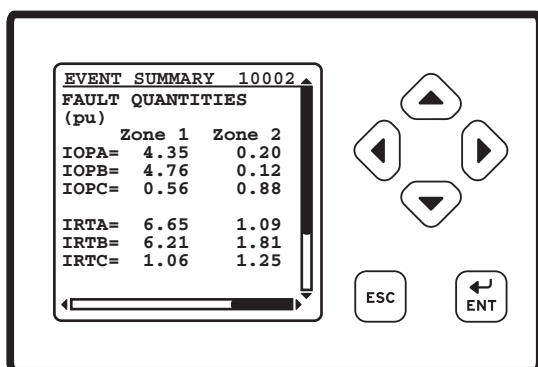 EVENT SUMMARY 10002
FAULT QUANTITIES
(pu)
Zone 1 Zone 2
IOPA= 4.35 0.20
IOPB= 4.76 0.12
IOPC= 0.56 0.88
IRTA= 6.65 1.09
IRTB= 6.21 1.81
IRTC= 1.06 1.25
ESC
ENT